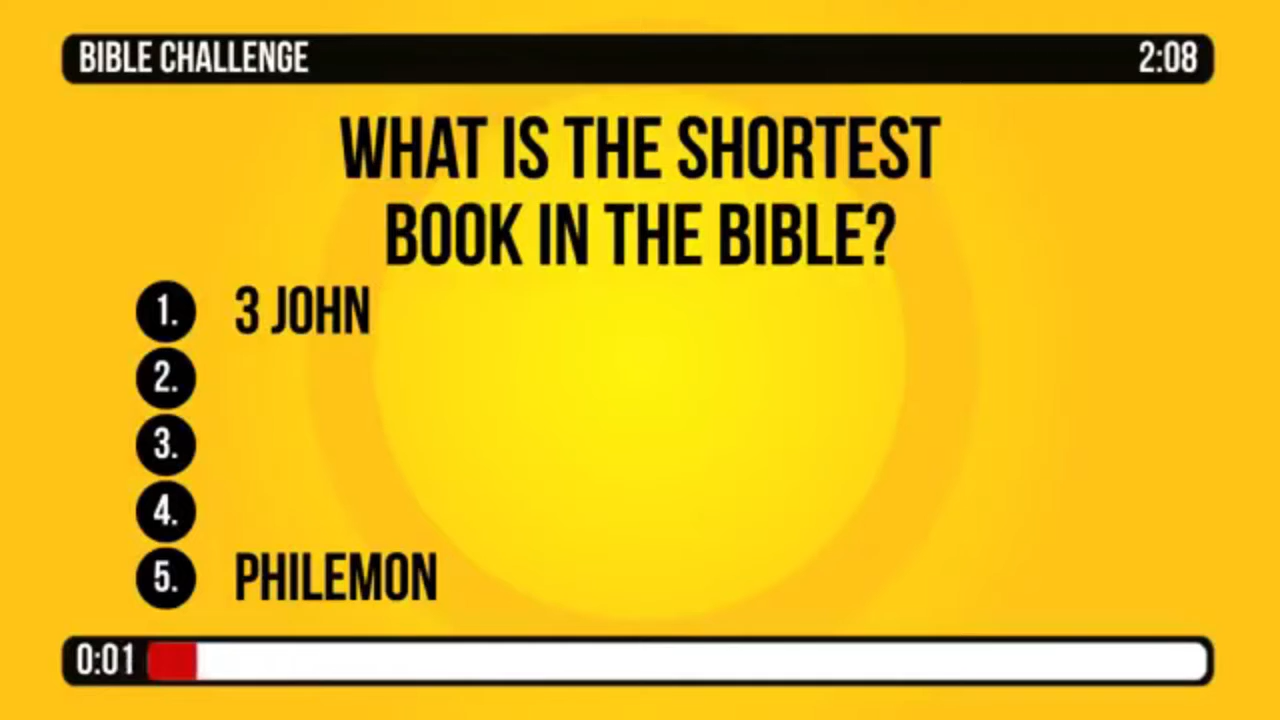 BIBLE CHALLENGE
2:08
WHAT IS THE SHORTEST
BOOK IN THE BIBLE?
1. 3 JOHN
2.
3.
4.
5. PHILEMON
0:01